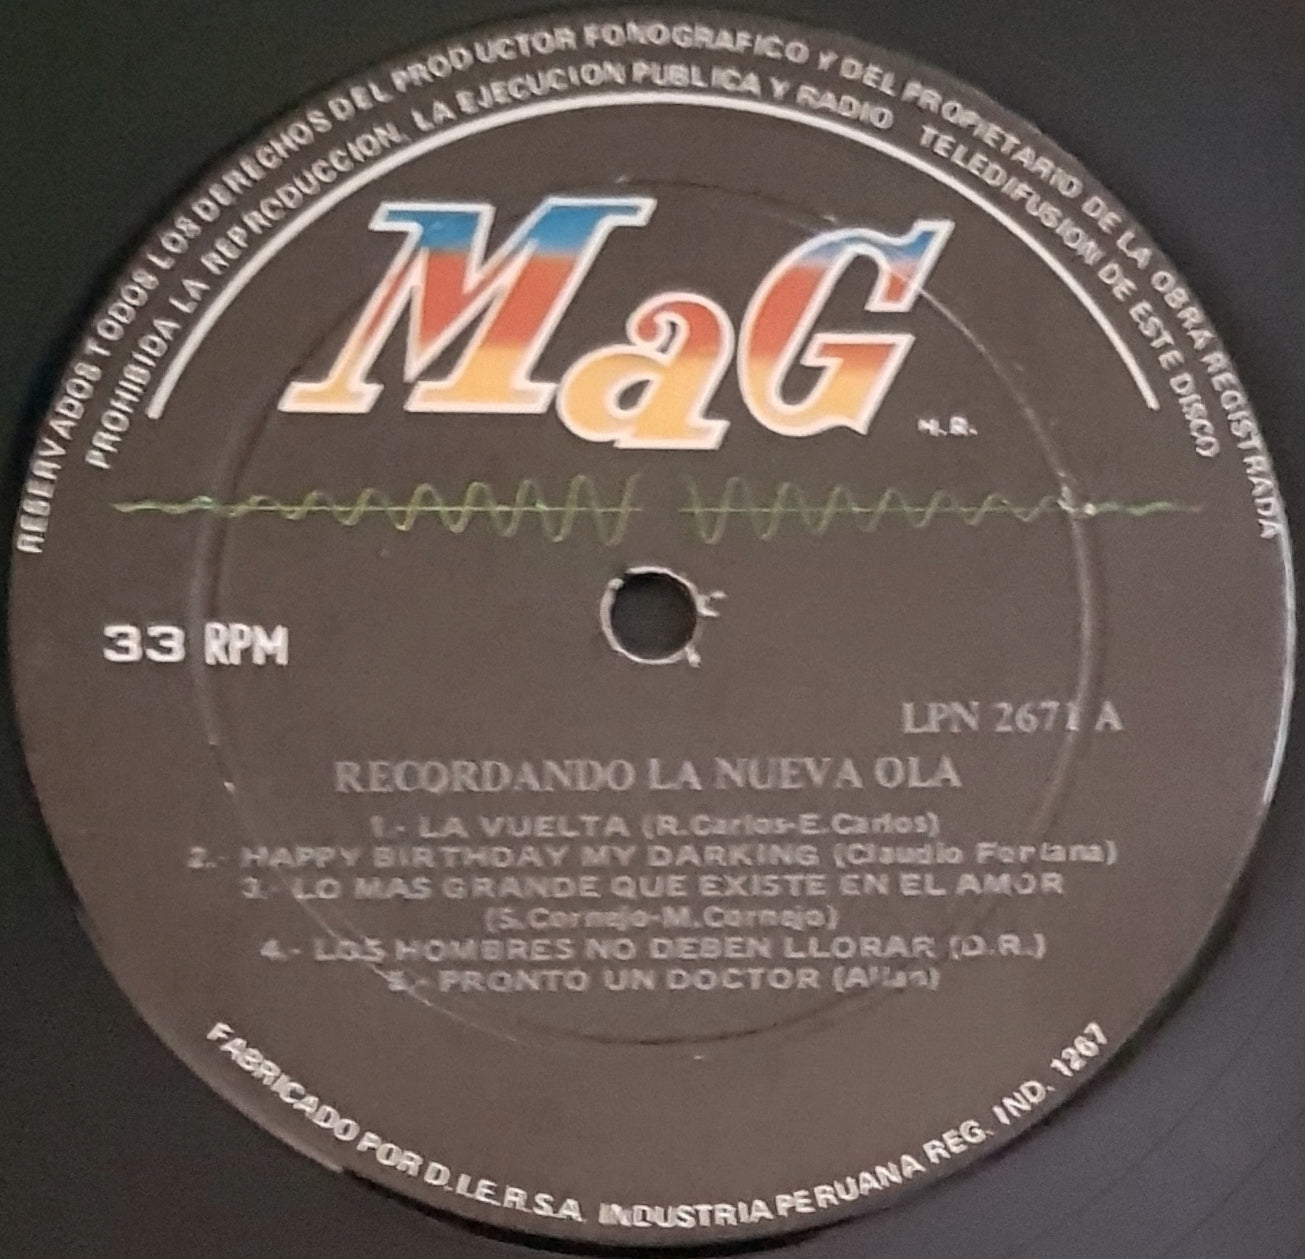 RESERVADOS TODOS LOS DERECHOS DEL PRODUCTOR FONOGRAFICO Y DEL PROPIETARIO DE LA OBRA REGISTRADA
PROHIBIDA LA REPRODUCCION, LA EJECUCION PUBLICA Y RADIO TELEDIFUSION DE ESTE DISCO
MaG
M.R.
33 RPM
LPN 2671 A
RECORDANDO LA NUEVA OLA
1.- LA VUELTA (R.Carlos-E.Carlos)
2.- HAPPY BIRTHDAY MY DARKING (Claudio Fontana)
3.- LO MAS GRANDE QUE EXISTE EN EL AMOR
(S.Cornejo-M.Cornejo)
4.- LOS HOMBRES NO DEBEN LLORAR (D.R.)
5.- PRONTO UN DOCTOR (Allan)
FABRICADO POR D.I.E.R.S.A. INDUSTRIA PERUANA REG. IND. 1267